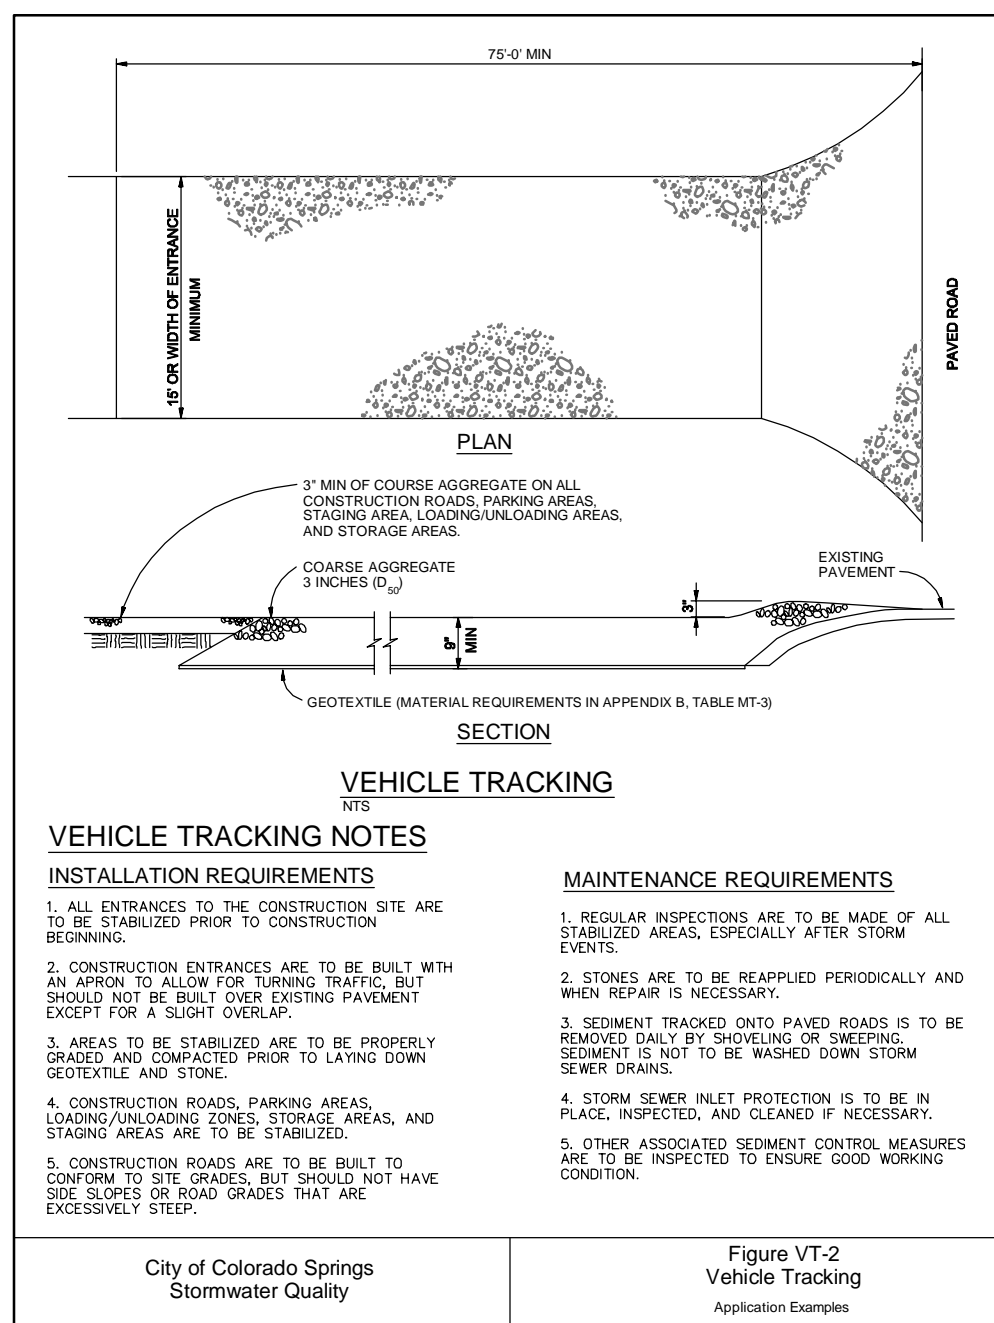 75'-0' MIN
15' OR WIDTH OF ENTRANCE
MINIMUM
PAVED ROAD
PLAN
3" MIN OF COURSE AGGREGATE ON ALL
CONSTRUCTION ROADS, PARKING AREAS,
STAGING AREA, LOADING/UNLOADING AREAS,
AND STORAGE AREAS.
COARSE AGGREGATE
3 INCHES (D50)
EXISTING
PAVEMENT
3"
9"
MIN
GEOTEXTILE (MATERIAL REQUIREMENTS IN APPENDIX B, TABLE MT-3)
SECTION
VEHICLE TRACKING
NTS
VEHICLE TRACKING NOTES
INSTALLATION REQUIREMENTS
1. ALL ENTRANCES TO THE CONSTRUCTION SITE ARE
TO BE STABILIZED PRIOR TO CONSTRUCTION
BEGINNING.
2. CONSTRUCTION ENTRANCES ARE TO BE BUILT WITH
AN APRON TO ALLOW FOR TURNING TRAFFIC, BUT
SHOULD NOT BE BUILT OVER EXISTING PAVEMENT
EXCEPT FOR A SLIGHT OVERLAP.
3. AREAS TO BE STABILIZED ARE TO BE PROPERLY
GRADED AND COMPACTED PRIOR TO LAYING DOWN
GEOTEXTILE AND STONE.
4. CONSTRUCTION ROADS, PARKING AREAS,
LOADING/UNLOADING ZONES, STORAGE AREAS, AND
STAGING AREAS ARE TO BE STABILIZED.
5. CONSTRUCTION ROADS ARE TO BE BUILT TO
CONFORM TO SITE GRADES, BUT SHOULD NOT HAVE
SIDE SLOPES OR ROAD GRADES THAT ARE
EXCESSIVELY STEEP.
MAINTENANCE REQUIREMENTS
1. REGULAR INSPECTIONS ARE TO BE MADE OF ALL
STABILIZED AREAS, ESPECIALLY AFTER STORM
EVENTS.
2. STONES ARE TO BE REAPPLIED PERIODICALLY AND
WHEN REPAIR IS NECESSARY.
3. SEDIMENT TRACKED ONTO PAVED ROADS IS TO BE
REMOVED DAILY BY SHOVELING OR SWEEPING.
SEDIMENT IS NOT TO BE WASHED DOWN STORM
SEWER DRAINS.
4. STORM SEWER INLET PROTECTION IS TO BE IN
PLACE, INSPECTED, AND CLEANED IF NECESSARY.
5. OTHER ASSOCIATED SEDIMENT CONTROL MEASURES
ARE TO BE INSPECTED TO ENSURE GOOD WORKING
CONDITION.
City of Colorado Springs
Stormwater Quality
Figure VT-2
Vehicle Tracking
Application Examples